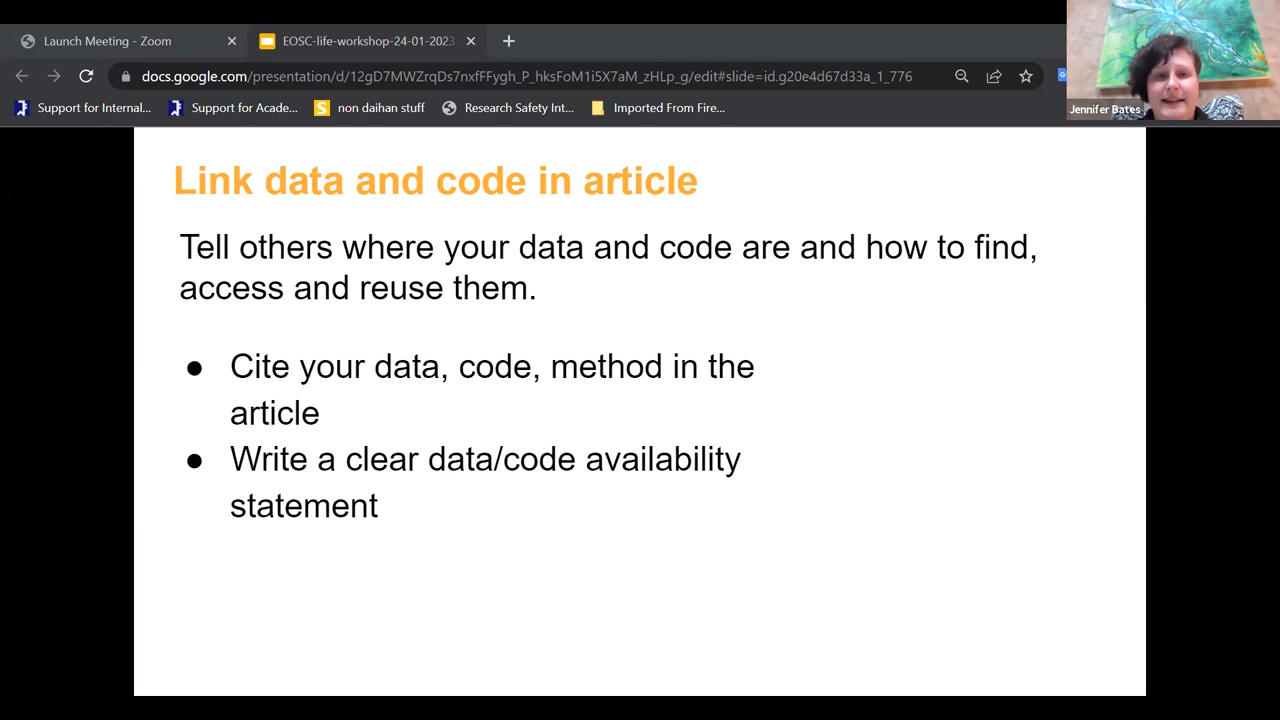 Launch Meeting - Zoom
EOSC-life-workshop-24-01-2023
docs.google.com/presentation/d/12gD7MWZrqDs7nxfFFygh_P_hksFoM1i5X7aM_zHLp_g/edit#slide=id.g20e4d67d33a_1_776
Support for Internal...
Support for Acade...
non daihan stuff
Research Safety Int...
Imported From Fire...
Jennifer Bates
Link data and code in article
Tell others where your data and code are and how to find,
access and reuse them.
● Cite your data, code, method in the
article
● Write a clear data/code availability
statement